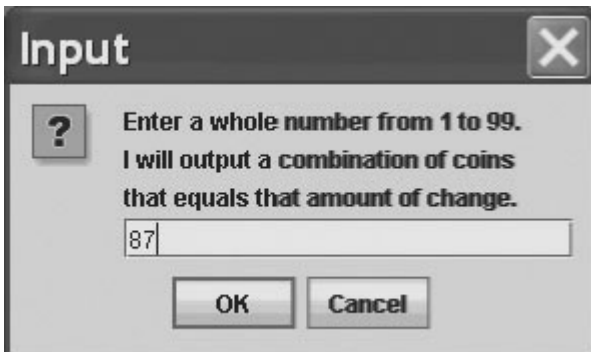 Input
?
Enter a whole number from 1 to 99.
I will output a combination of coins
that equals that amount of change.
87
OK Cancel